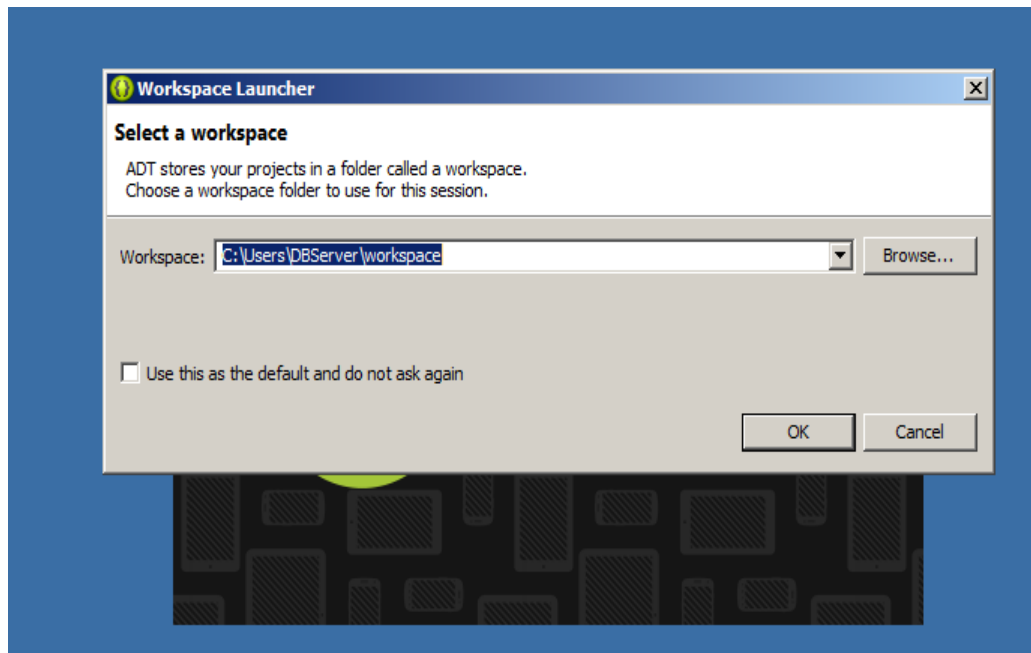 Workspace Launcher
Select a workspace
ADT stores your projects in a folder called a workspace.
Choose a workspace folder to use for this session.
Workspace: C:\Users\DBServer\workspace Browse...
Use this as the default and do not ask again
OK Cancel